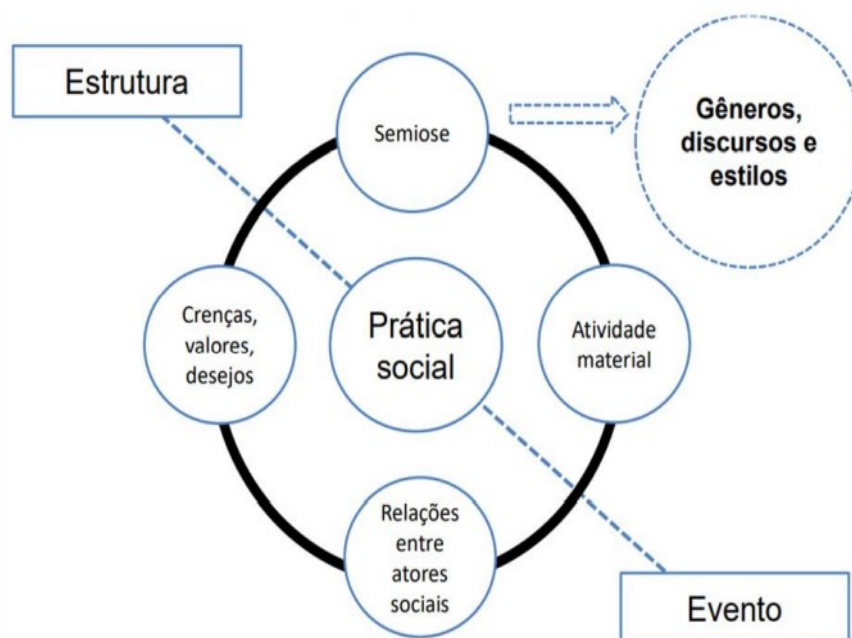 Estrutura
Semiose
Gêneros,
discursos e
estilos
Crenças,
valores,
desejos
Prática
social
Atividade
material
Relações
entre
atores
sociais
Evento